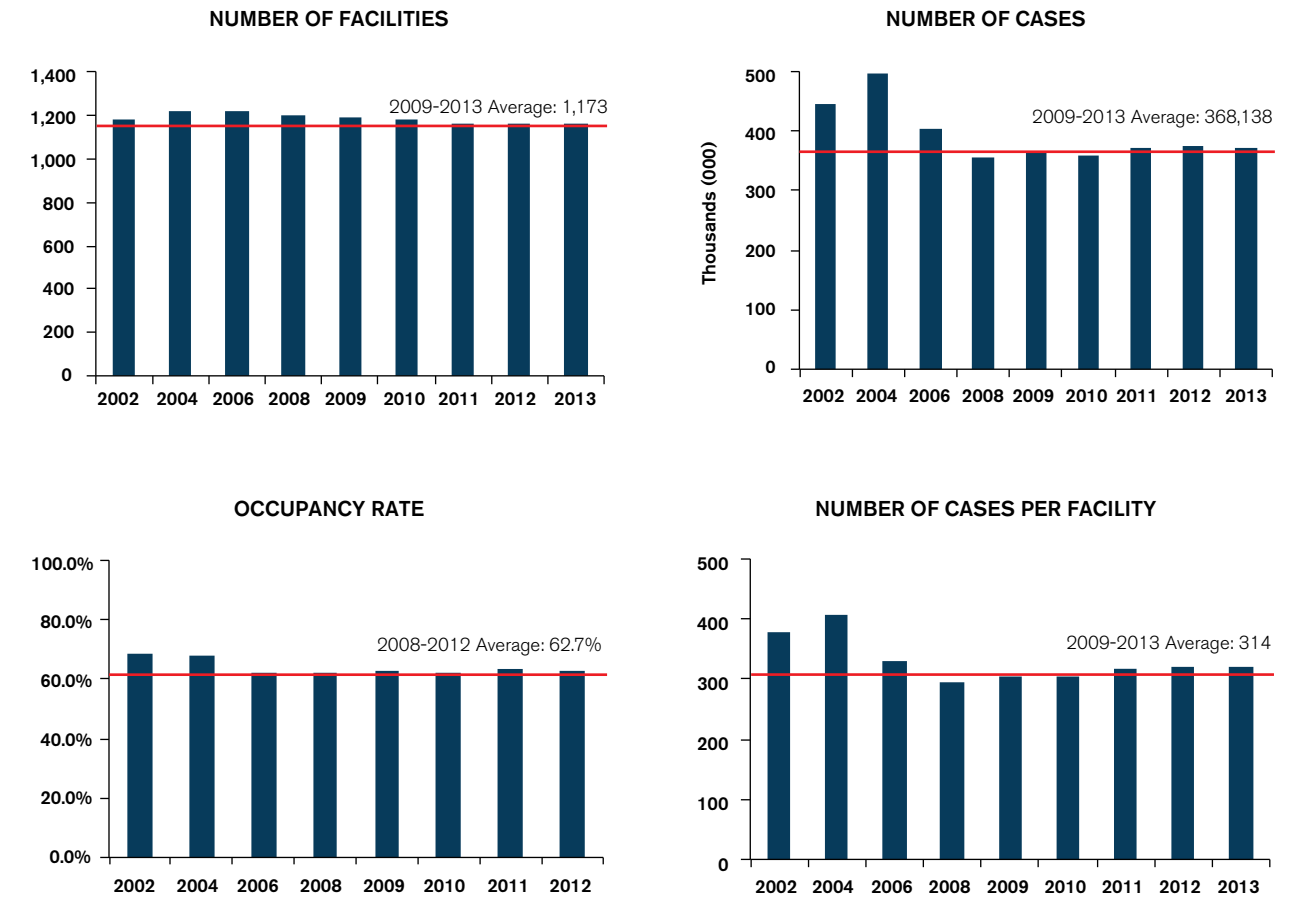 NUMBER OF FACILITIES
1,400
1,200
1,000
800
600
400
200
0
2009-2013 Average: 1,173
2002 2004 2006 2008 2009 2010 2011 2012 2013
NUMBER OF CASES
Thousands (000)
500
400
300
200
100
0
2009-2013 Average: 368,138
2002 2004 2006 2008 2009 2010 2011 2012 2013
OCCUPANCY RATE
100.0%
80.0%
60.0%
40.0%
20.0%
0.0%
2008-2012 Average: 62.7%
2002 2004 2006 2008 2009 2010 2011 2012
NUMBER OF CASES PER FACILITY
500
400
300
200
100
0
2009-2013 Average: 314
2002 2004 2006 2008 2009 2010 2011 2012 2013